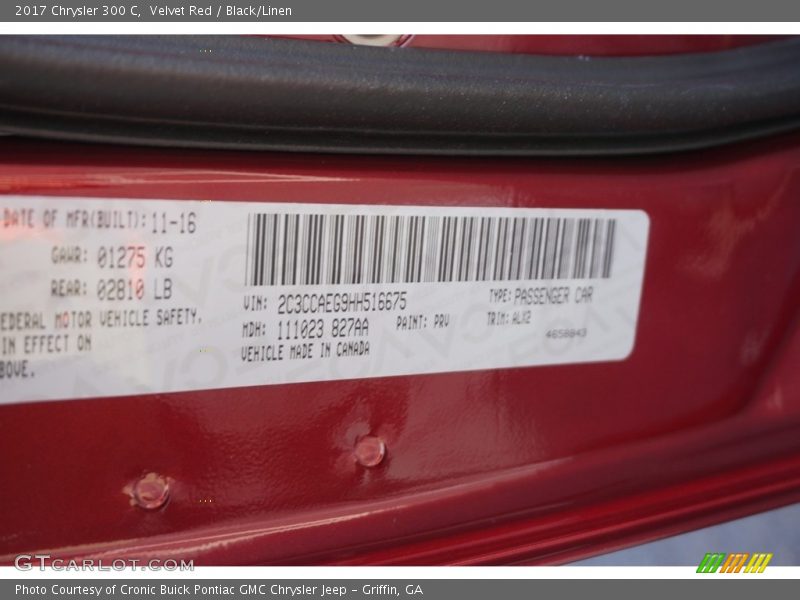 2017 Chrysler 300 C, Velvet Red / Black/Linen
DATE OF MFR(BUILT): 11-16
GAWR: 01275 KG
REAR: 02810 LB
EDERAL MOTOR VEHICLE SAFETY,
IN EFFECT ON
BOVE.
VIN: 2C3CCAEG9HH516675
TYPE: PASSENGER CAR
MDH: 111023 827AA
PAINT: PRV
TRIM: ALX2
VEHICLE MADE IN CANADA
4658843
GTCARLOT.COM
Photo Courtesy of Cronic Buick Pontiac GMC Chrysler Jeep – Griffin, GA